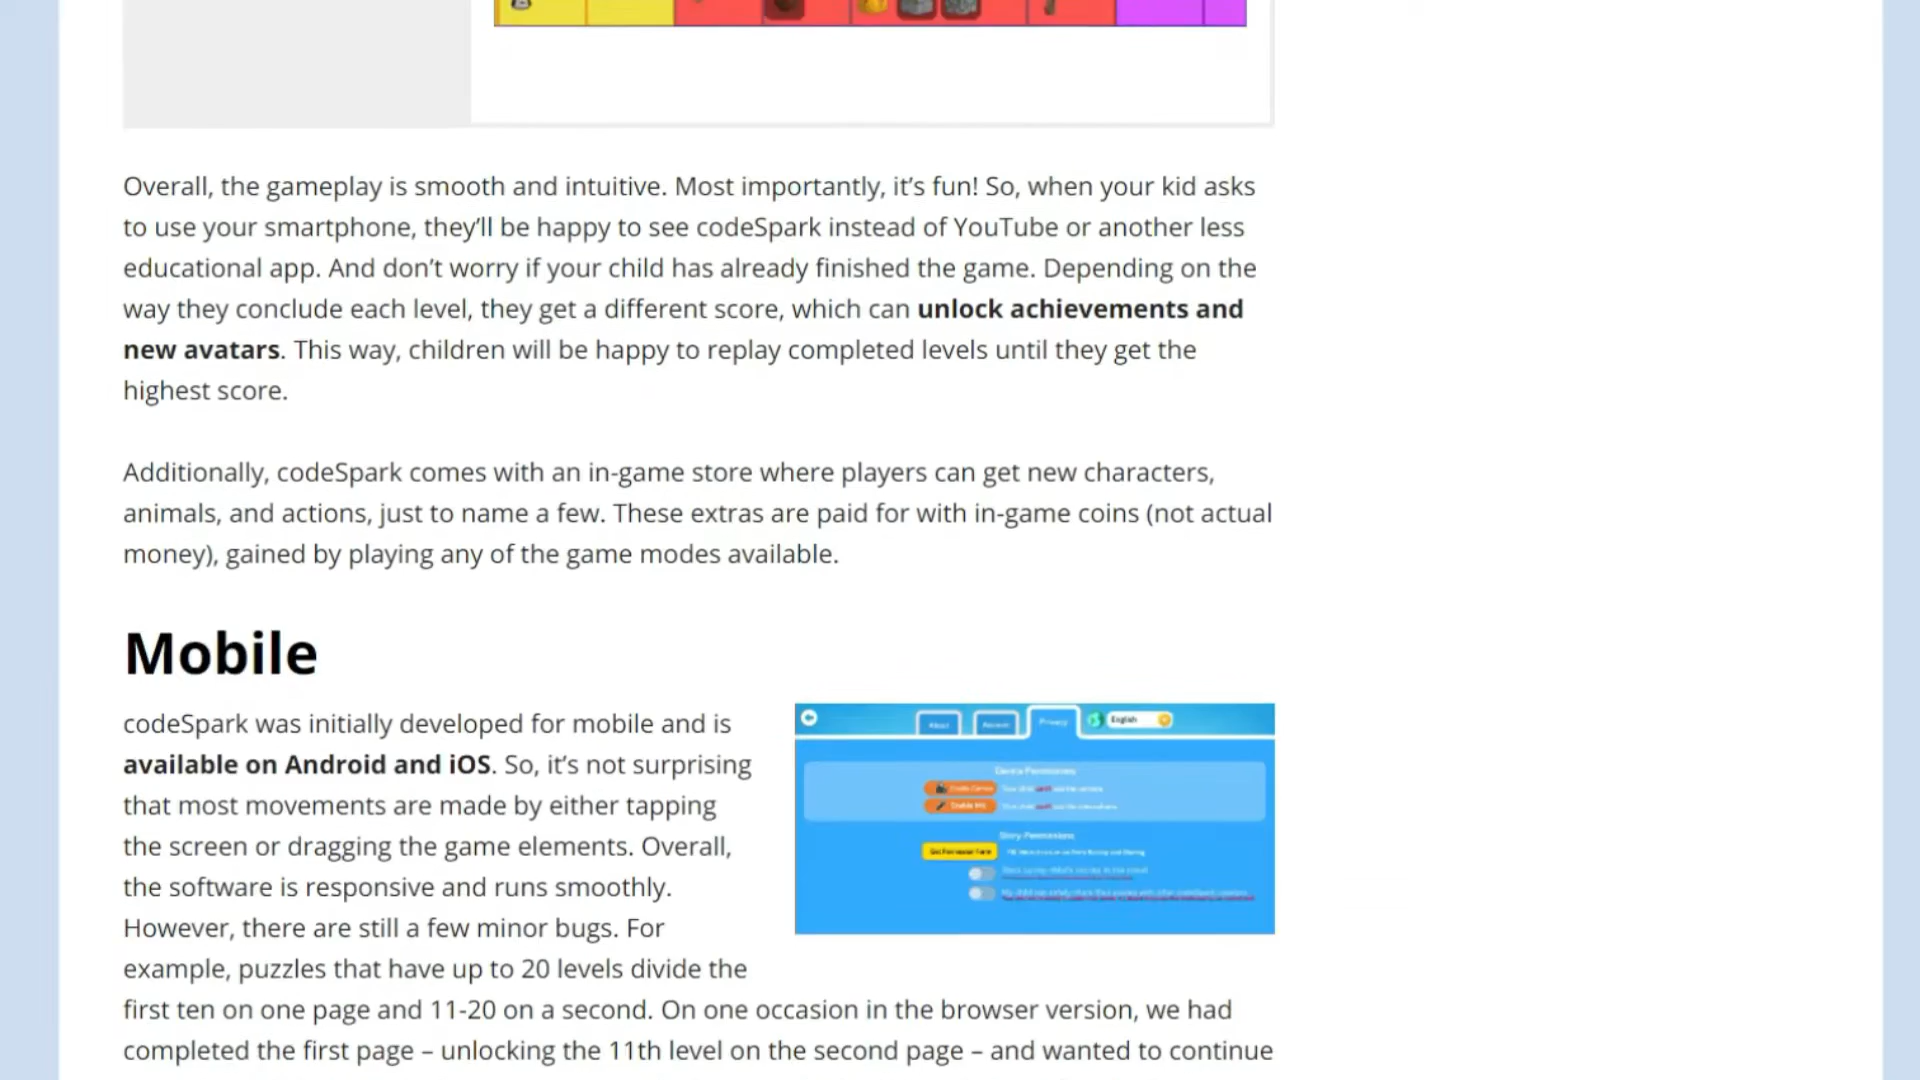 Overall, the gameplay is smooth and intuitive. Most importantly, it’s fun! So, when your kid asks
to use your smartphone, they’ll be happy to see codeSpark instead of YouTube or another less
educational app. And don’t worry if your child has already finished the game. Depending on the
way they conclude each level, they get a different score, which can unlock achievements and
new avatars. This way, children will be happy to replay completed levels until they get the
highest score.
Additionally, codeSpark comes with an in-game store where players can get new characters,
animals, and actions, just to name a few. These extras are paid for with in-game coins (not actual
money), gained by playing any of the game modes available.
Mobile
codeSpark was initially developed for mobile and is
available on Android and iOS. So, it’s not surprising
that most movements are made by either tapping
the screen or dragging the game elements. Overall,
the software is responsive and runs smoothly.
However, there are still a few minor bugs. For
example, puzzles that have up to 20 levels divide the
first ten on one page and 11-20 on a second. On one occasion in the browser version, we had
completed the first page – unlocking the 11th level on the second page – and wanted to continue
About Account Privacy English
Device Permissions
Story Permissions